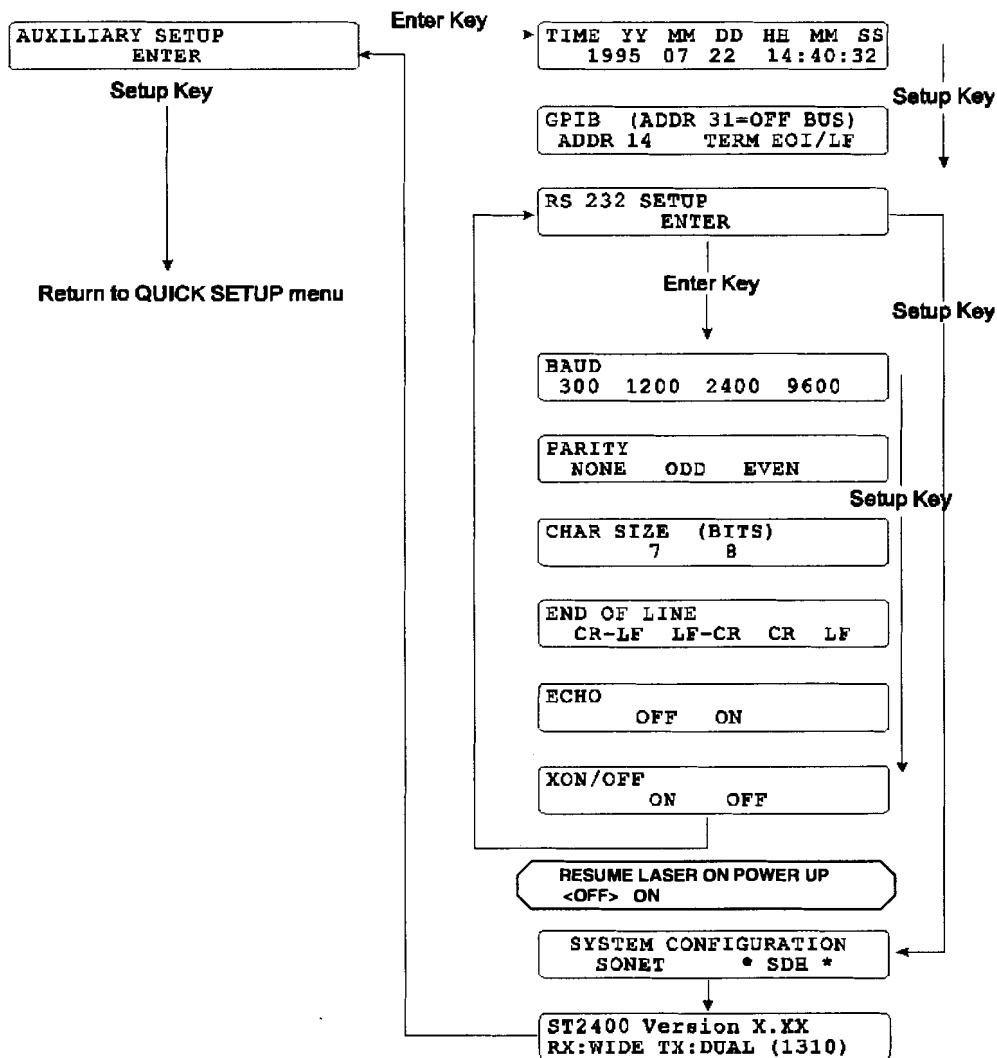 AUXILIARY SETUP
ENTER
Setup Key
Return to QUICK SETUP menu
Enter Key
TIME YY MM DD HH MM SS
1995 07 22 14:40:32
Setup Key
GPIB (ADDR 31=OFF BUS)
ADDR 14 TERM EOI/LF
RS 232 SETUP
ENTER
Enter Key
Setup Key
BAUD
300 1200 2400 9600
PARITY
NONE ODD EVEN
Setup Key
CHAR SIZE (BITS)
7 8
END OF LINE
CR-LF LF-CR CR LF
ECHO
OFF ON
XON/OFF
ON OFF
RESUME LASER ON POWER UP
<OFF> ON
SYSTEM CONFIGURATION
SONET * SDH *
ST2400 Version X.XX
RX:WIDE TX:DUAL (1310)